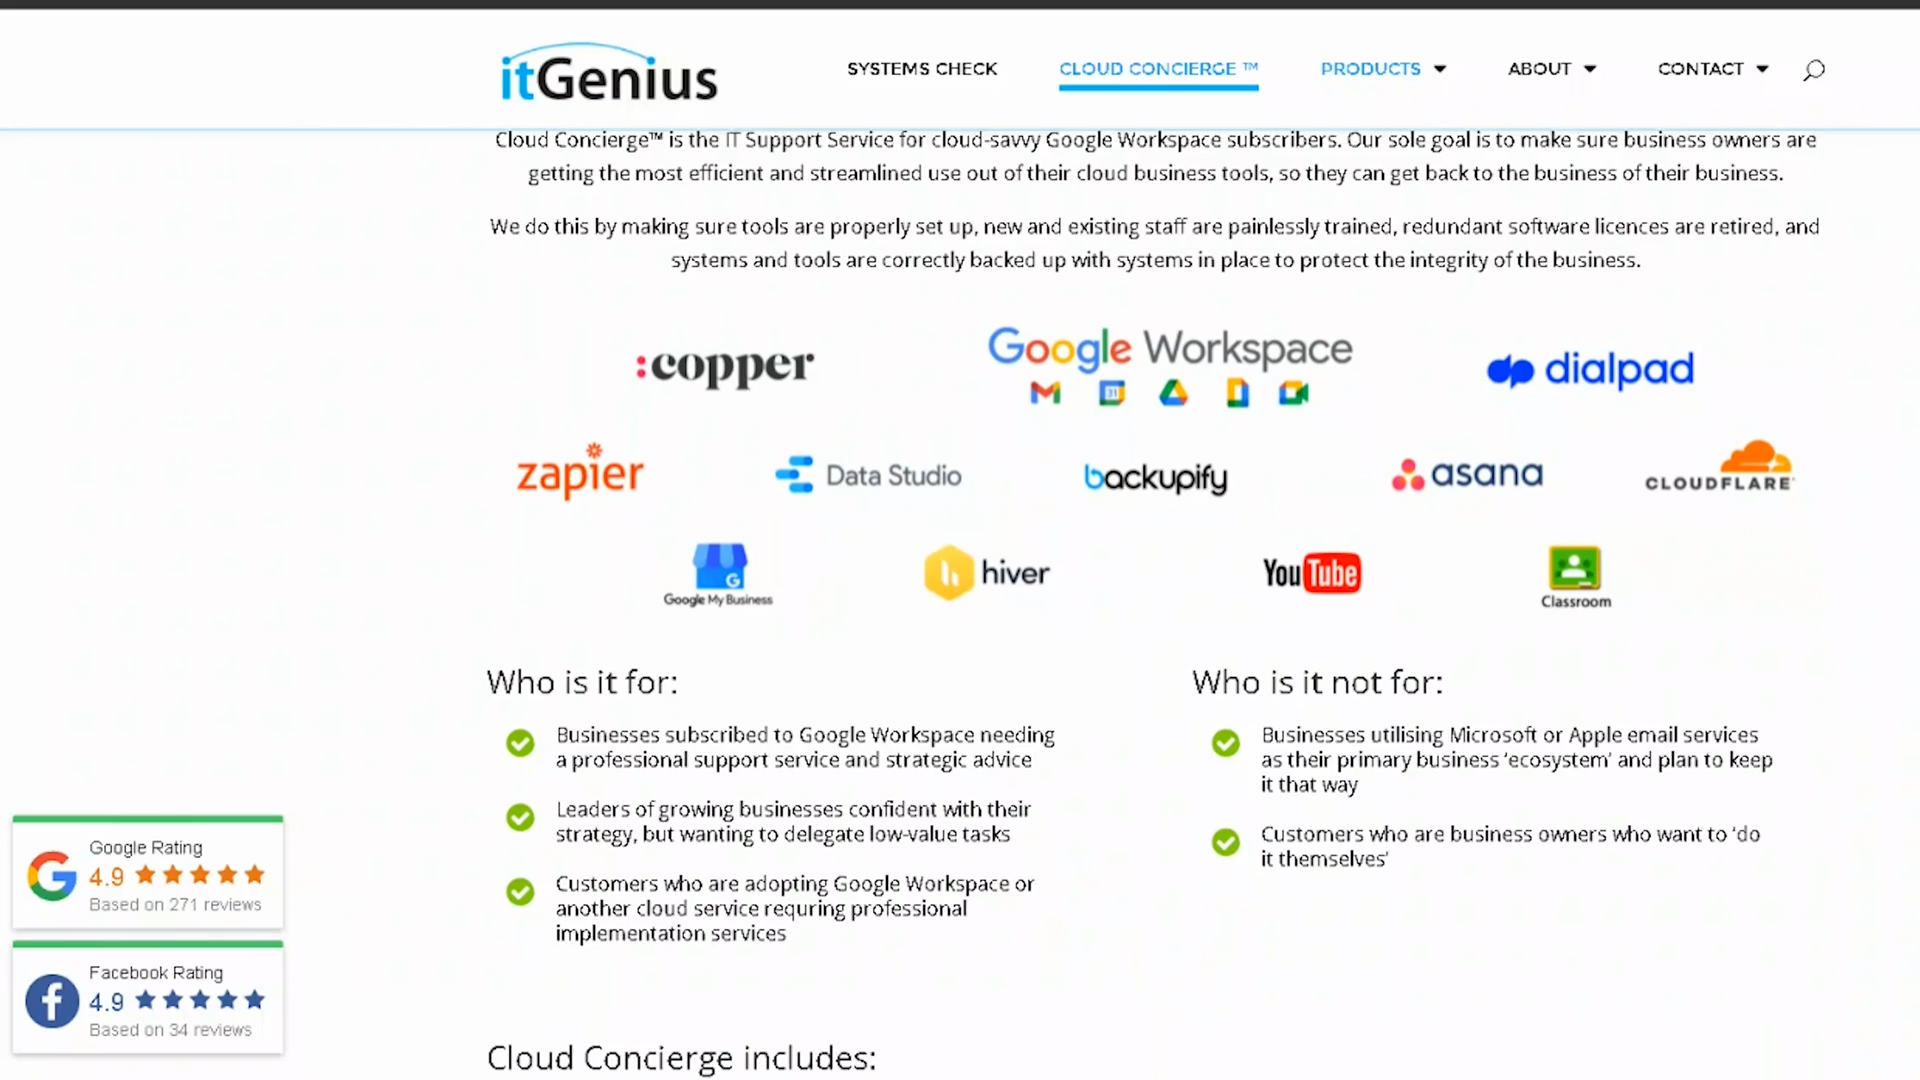 itGenius
SYSTEMS CHECK
CLOUD CONCIERGE ™
PRODUCTS
ABOUT
CONTACT
Cloud Concierge™ is the IT Support Service for cloud-savvy Google Workspace subscribers. Our sole goal is to make sure business owners are
getting the most efficient and streamlined use out of their cloud business tools, so they can get back to the business of their business.
We do this by making sure tools are properly set up, new and existing staff are painlessly trained, redundant software licences are retired, and
systems and tools are correctly backed up with systems in place to protect the integrity of the business.
:copper
Google Workspace
31
dialpad
zapier
Data Studio
backupify
asana
CLOUDFLARE
G
Google My Business
h
hiver
YouTube
Classroom
Who is it for:
Businesses subscribed to Google Workspace needing
a professional support service and strategic advice
Leaders of growing businesses confident with their
strategy, but wanting to delegate low-value tasks
Customers who are adopting Google Workspace or
another cloud service requring professional
implementation services
Who is it not for:
Businesses utilising Microsoft or Apple email services
as their primary business ‘ecosystem’ and plan to keep
it that way
Customers who are business owners who want to ‘do
it themselves’
Google Rating
4.9
Based on 271 reviews
Facebook Rating
4.9
Based on 34 reviews
Cloud Concierge includes: